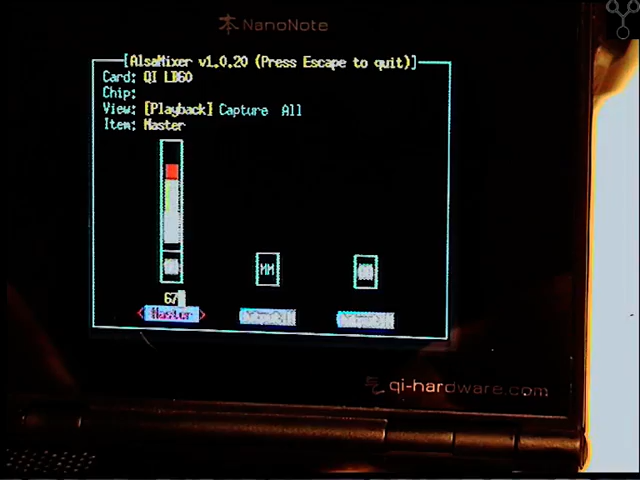 本 NanoNote
[AlsaMixer v1.0.20 (Press Escape to quit)]
Card: QI LB60
Chip:
View: [Playback] Capture All
Item: Master
MM
67
<Master>
qi-hardware.com